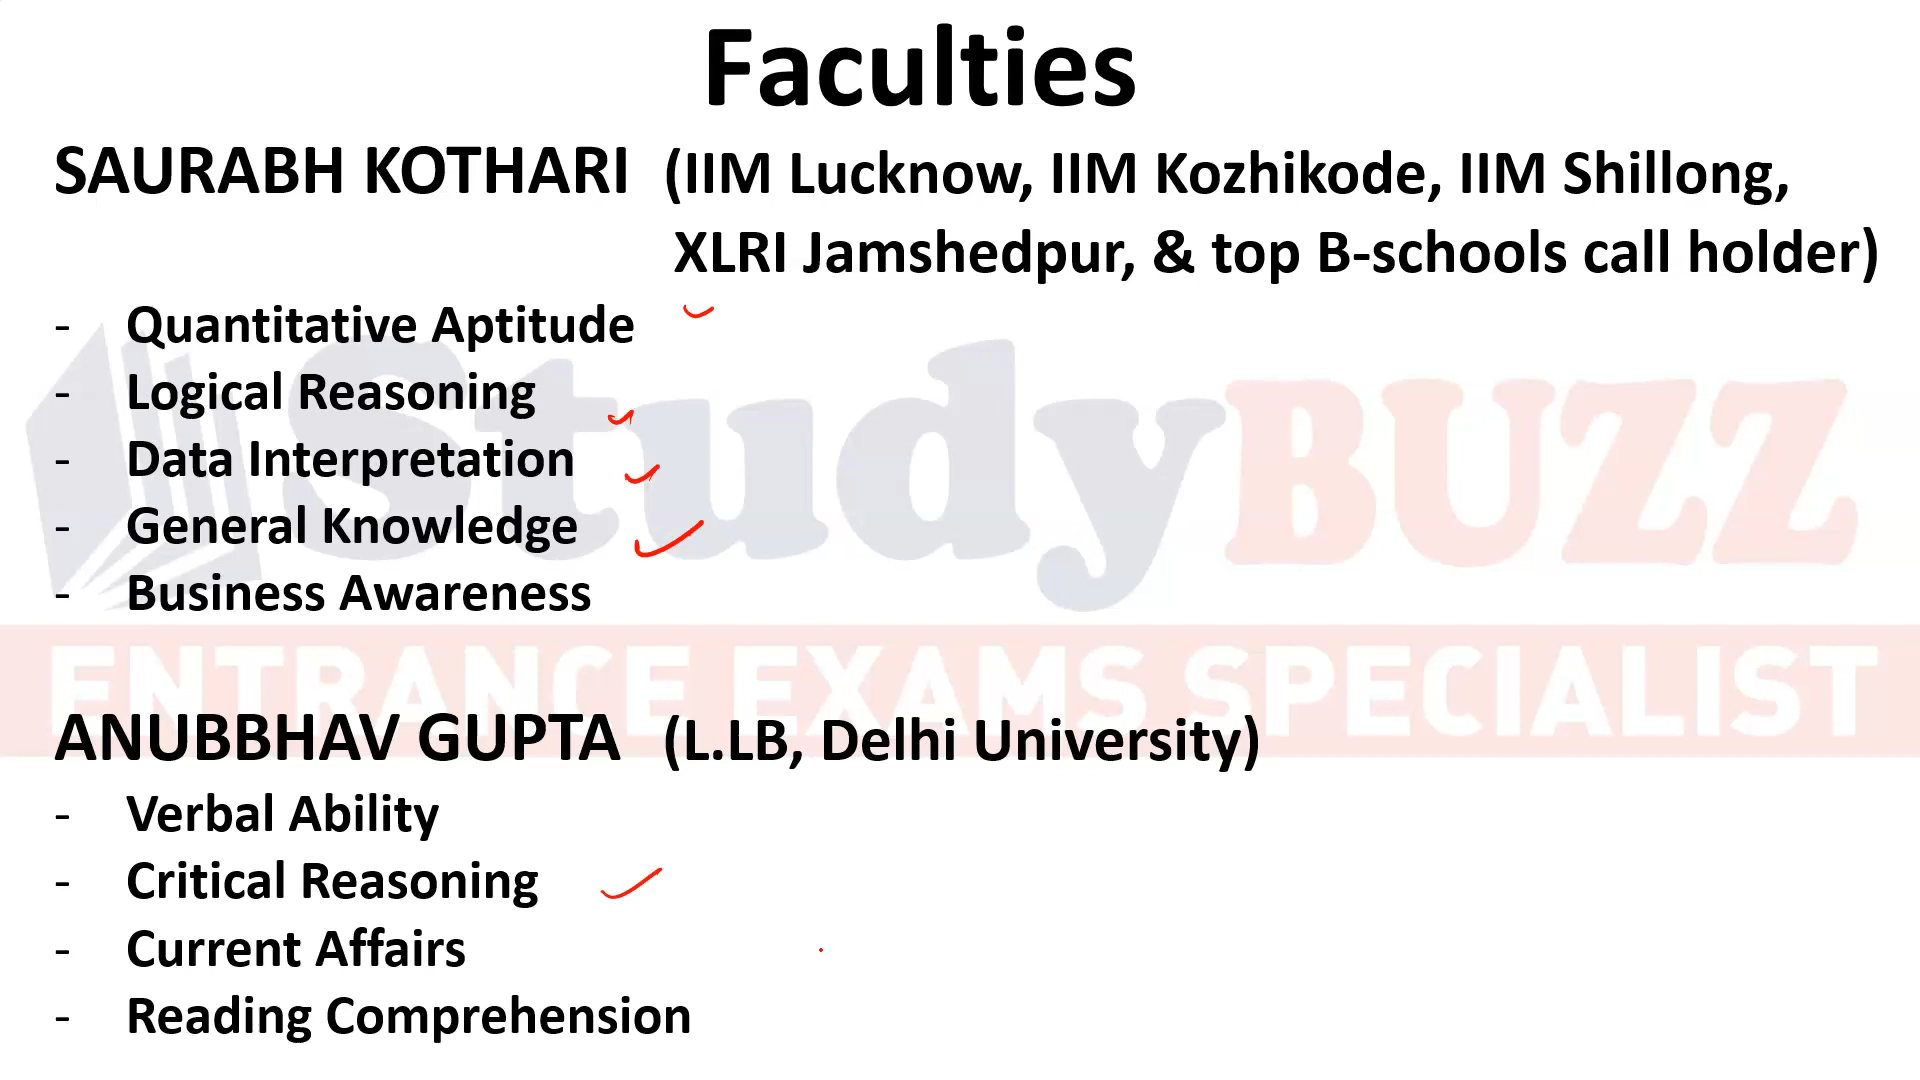 Faculties
SAURABH KOTHARI (IIM Lucknow, IIM Kozhikode, IIM Shillong,
XLRI Jamshedpur, & top B-schools call holder)
- Quantitative Aptitude
- Logical Reasoning
- Data Interpretation
- General Knowledge
- Business Awareness
StudyBUZZ
ENTRANCE EXAMS SPECIALIST
ANUBBHAV GUPTA (L.LB, Delhi University)
- Verbal Ability
- Critical Reasoning
- Current Affairs
- Reading Comprehension